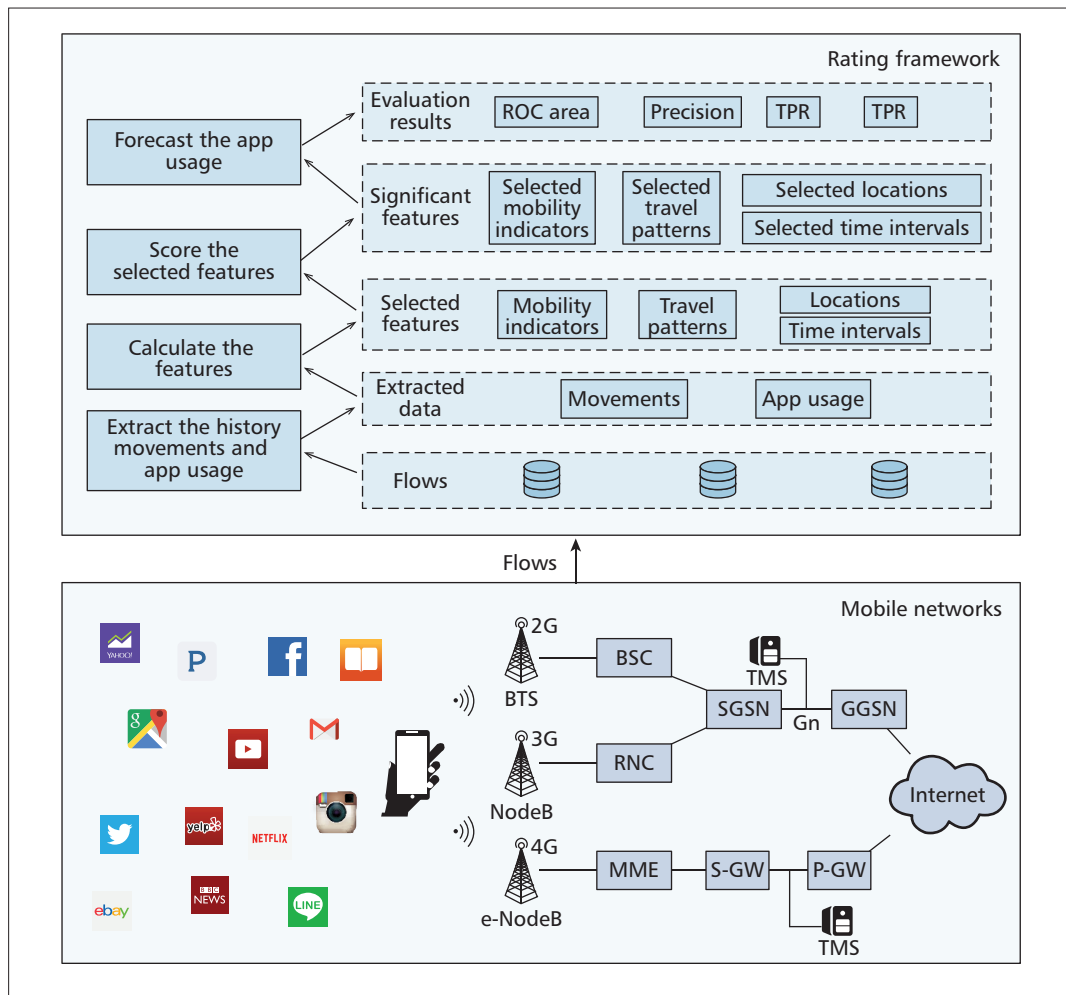 Rating framework
Evaluation
results
ROC area
Precision
TPR
TPR
Forecast the app
usage
Significant
features
Selected
mobility
indicators
Selected
travel
patterns
Selected locations
Selected time intervals
Score the
selected features
Selected
features
Mobility
indicators
Travel
patterns
Locations
Time intervals
Calculate the
features
Extracted
data
Movements
App usage
Extract the history
movements and
app usage
Flows
Flows
Mobile networks
YAHOO!
P
f
g
yelp
NETFLIX
ebay
BBC
NEWS
LINE
2G
BTS
BSC
3G
NodeB
RNC
4G
e-NodeB
MME
SGSN
TMS
Gn
GGSN
Internet
S-GW
P-GW
TMS